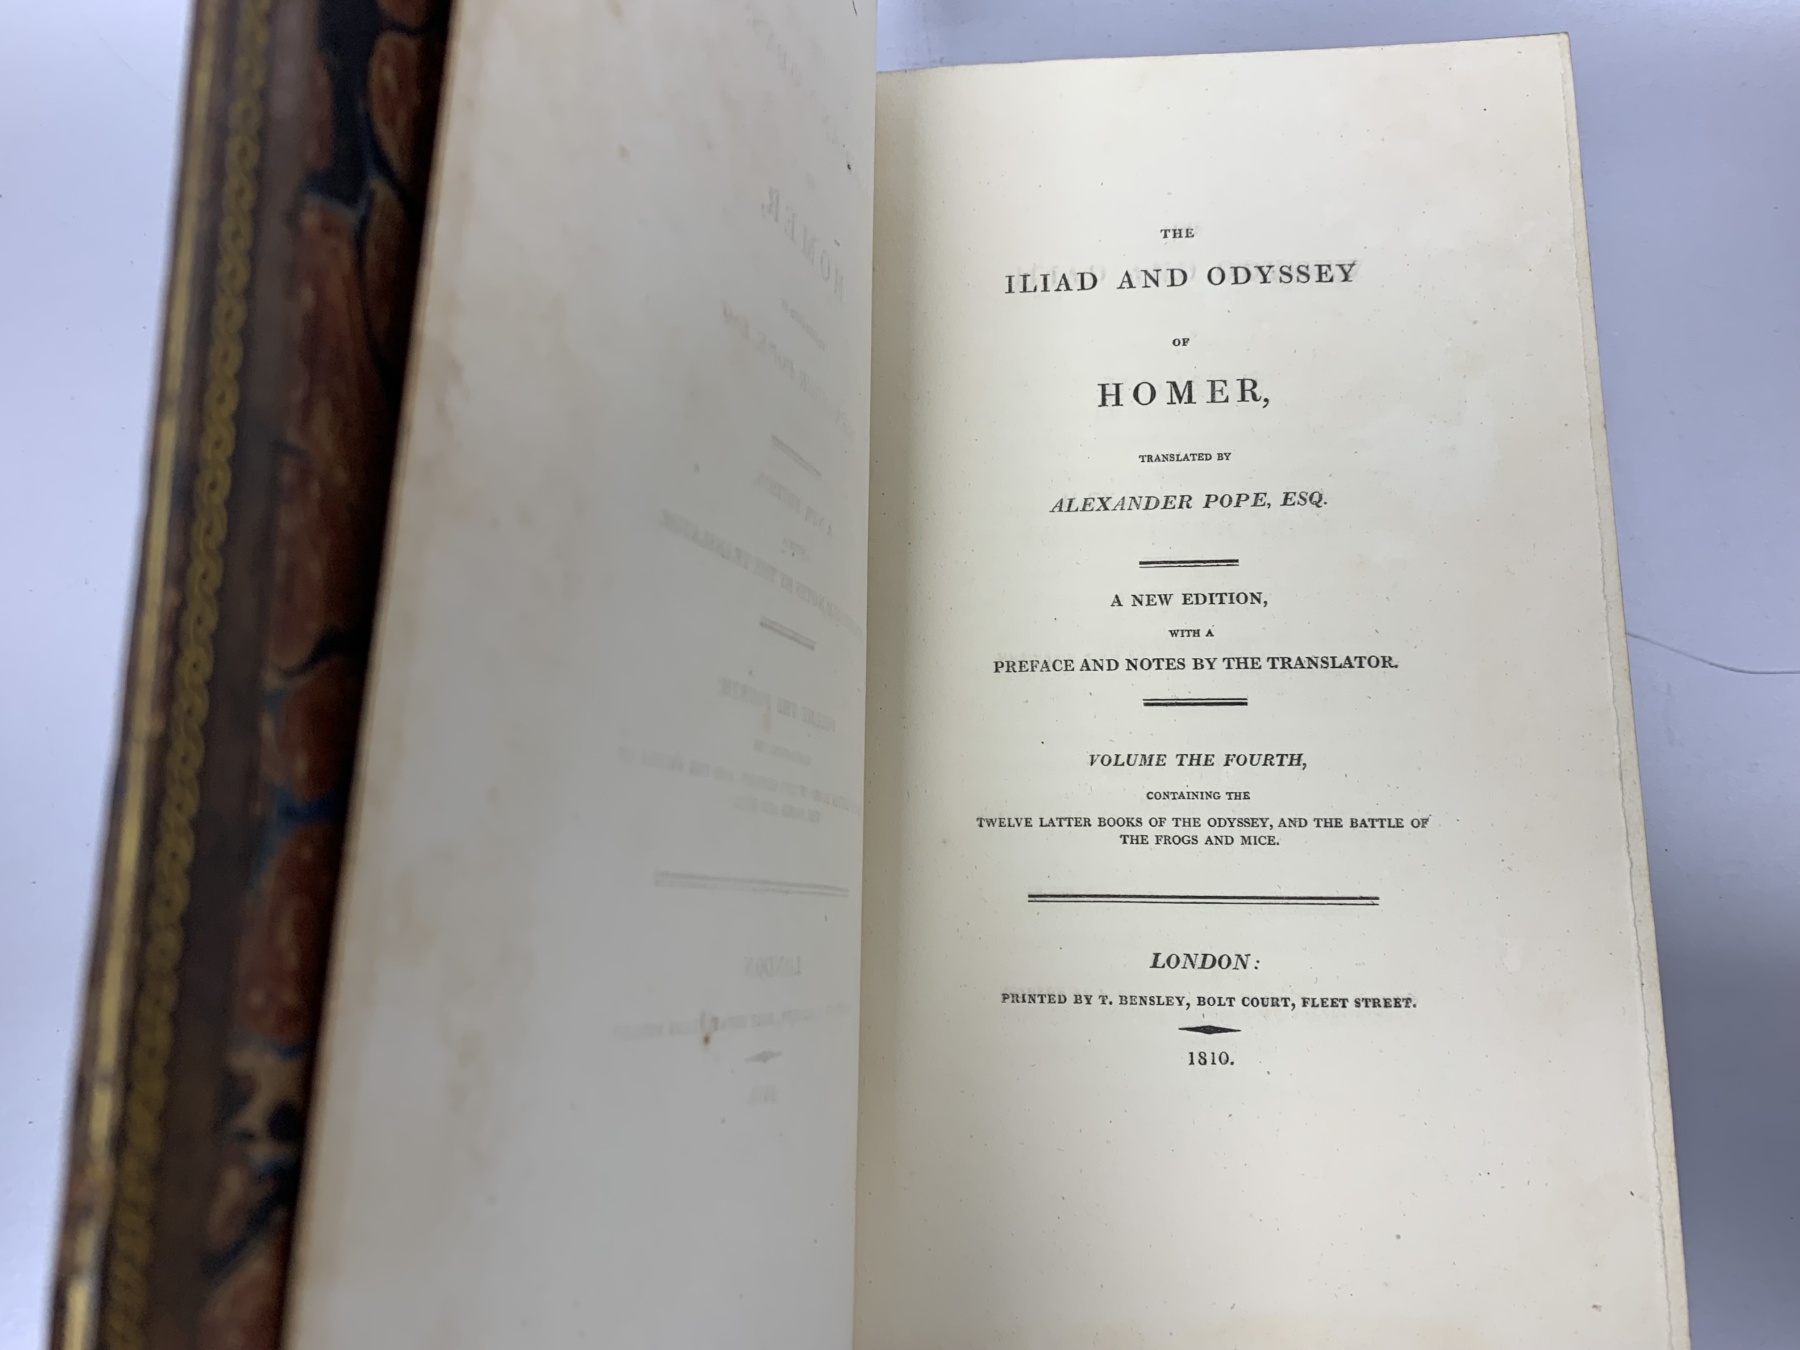 THE
ILIAD AND ODYSSEY
OF
HOMER,
TRANSLATED BY
ALEXANDER POPE, ESQ.
A NEW EDITION,
WITH A
PREFACE AND NOTES BY THE TRANSLATOR.
VOLUME THE FOURTH,
CONTAINING THE
TWELVE LATTER BOOKS OF THE ODYSSEY, AND THE BATTLE OF
THE FROGS AND MICE.
LONDON:
PRINTED BY T. BENSLEY, BOLT COURT, FLEET STREET.
1810.